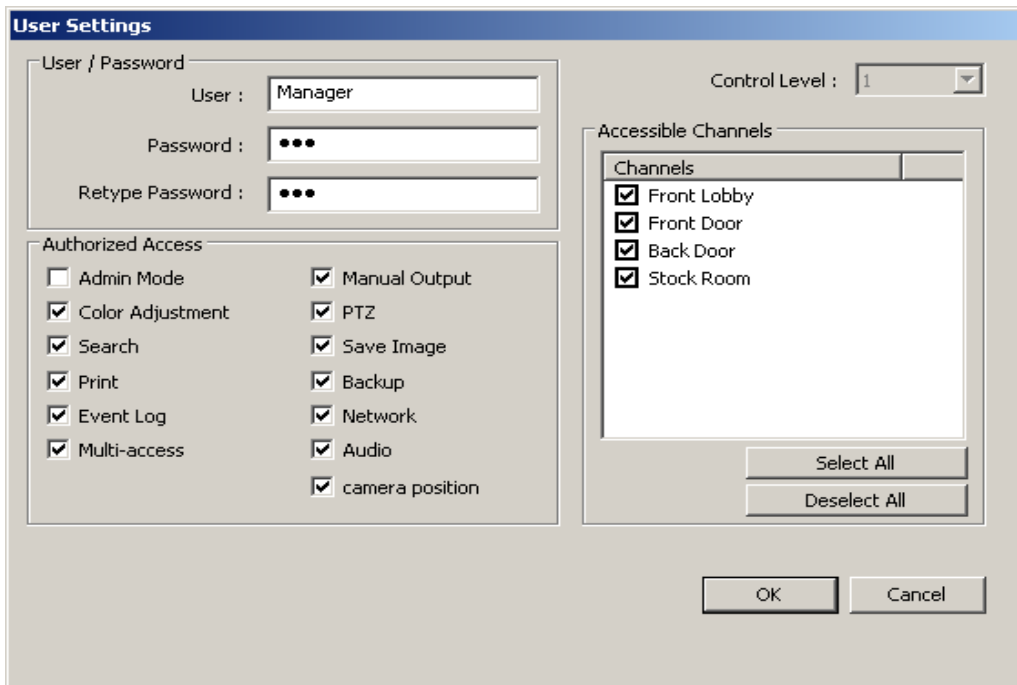 User Settings
User / Password
User :
Manager
Password :
•••
Retype Password :
•••
Control Level :
1
Authorized Access
Admin Mode
Color Adjustment
Search
Print
Event Log
Multi-access
Manual Output
PTZ
Save Image
Backup
Network
Audio
camera position
Accessible Channels
Channels
Front Lobby
Front Door
Back Door
Stock Room
Select All
Deselect All
OK
Cancel